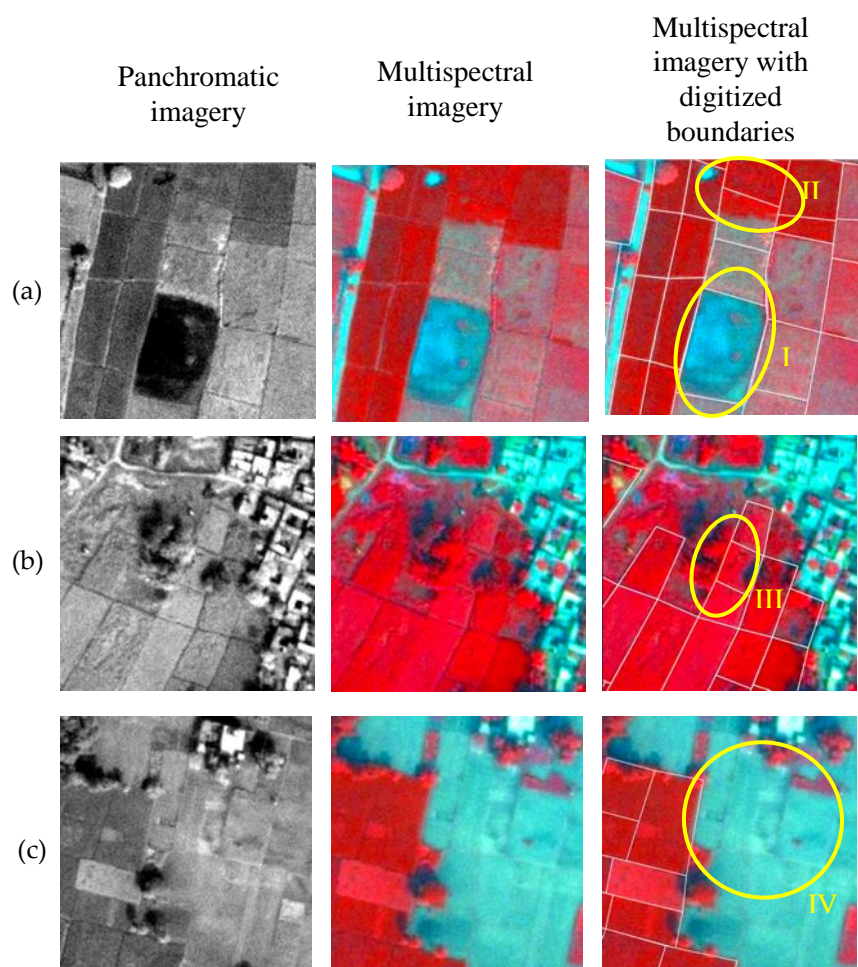 Panchromatic
imagery
Multispectral
imagery
Multispectral
imagery with
digitized
boundaries
(a)
II
I
(b)
III
(c)
IV